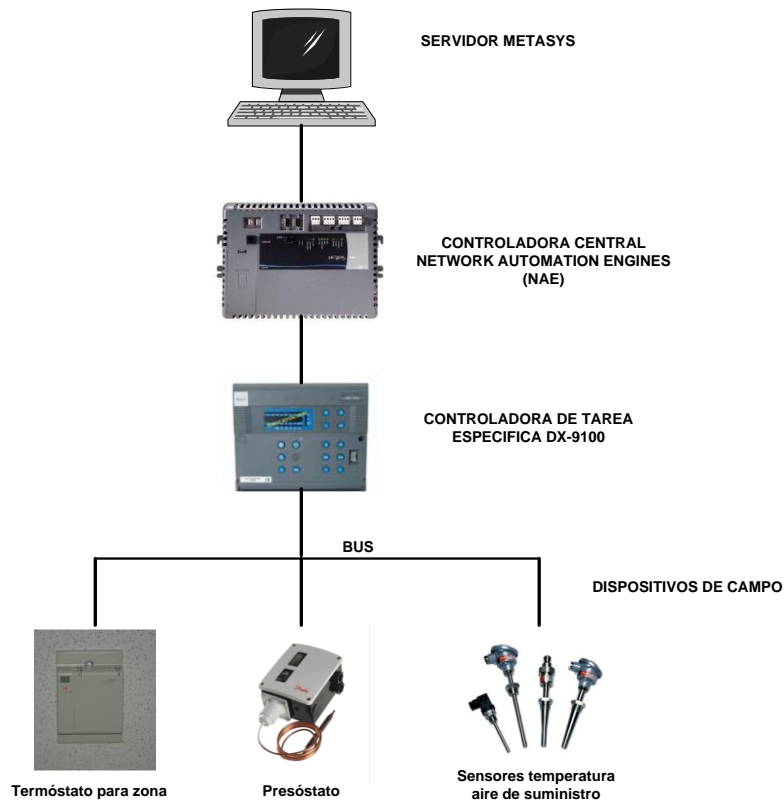 SERVIDOR METASYS
CONTROLADORA CENTRAL
NETWORK AUTOMATION ENGINES
(NAE)
CONTROLADORA DE TAREA
ESPECIFICA DX-9100
BUS
DISPOSITIVOS DE CAMPO
Termóstato para zona
Presóstato
Sensores temperatura
aire de suministro